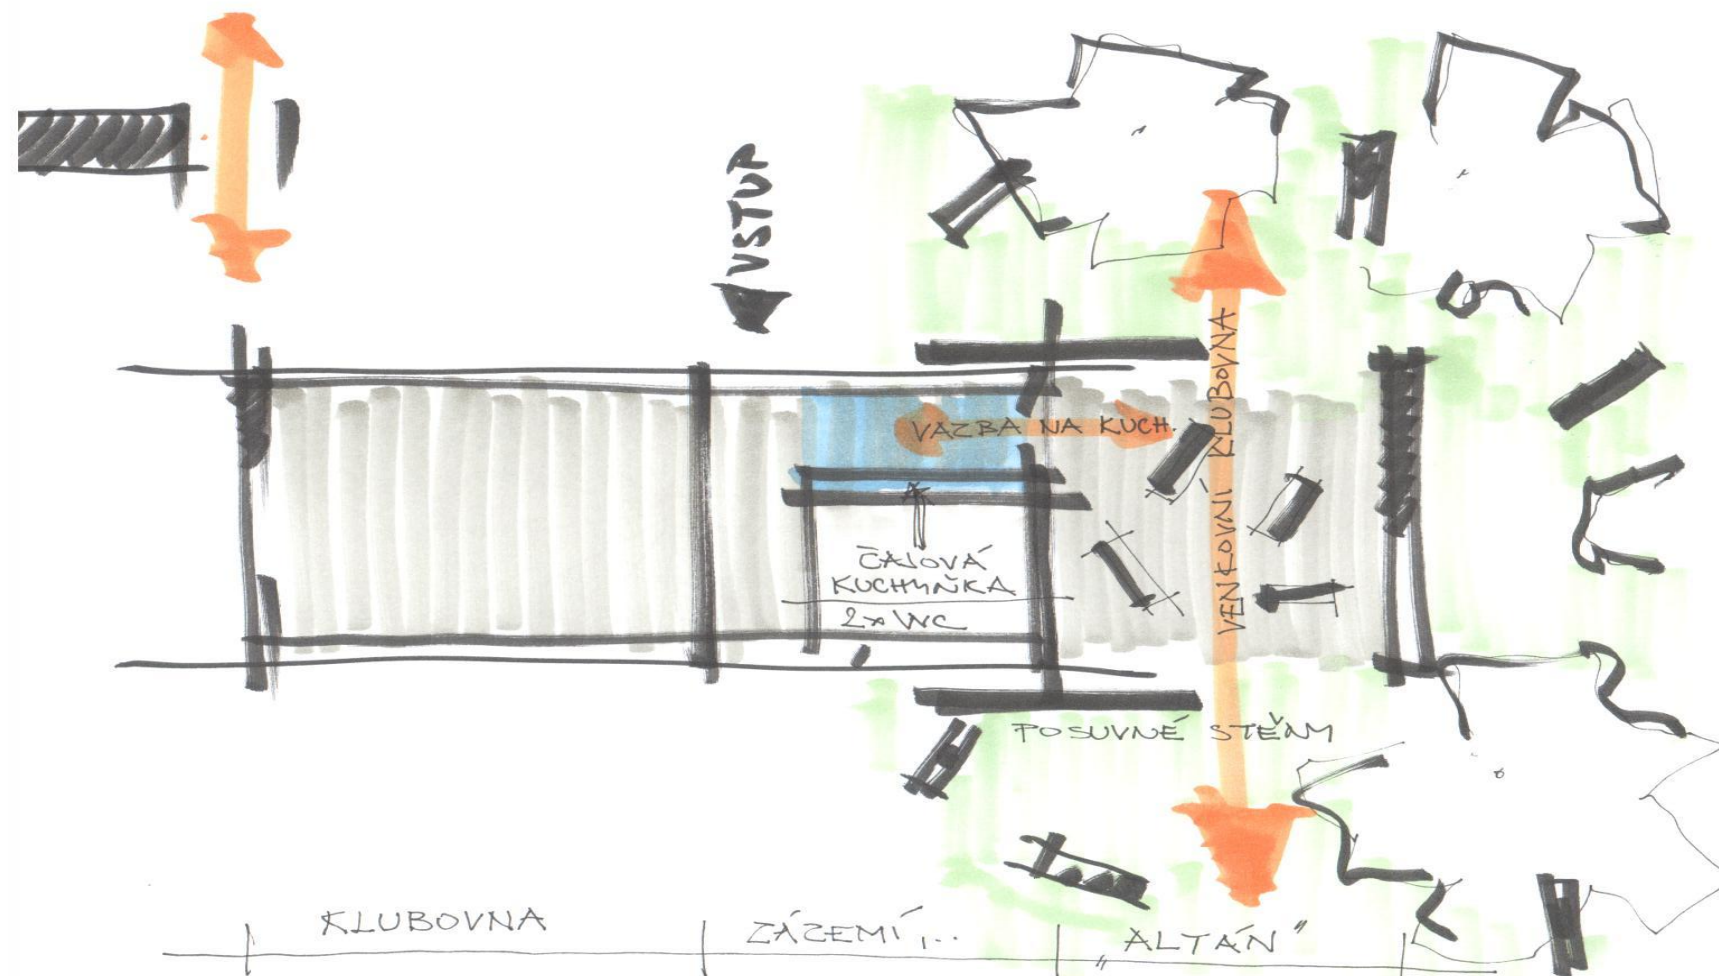 VSTUP
VAZBA NA KUCH.
VENKOVNÍ KLUBOVNA
ČAJOVÁ
KUCHYŇKA
2x WC
POSUVNÉ STĚNY
KLUBOVNA
ZÁZEMÍ,...
„ALTÁN"